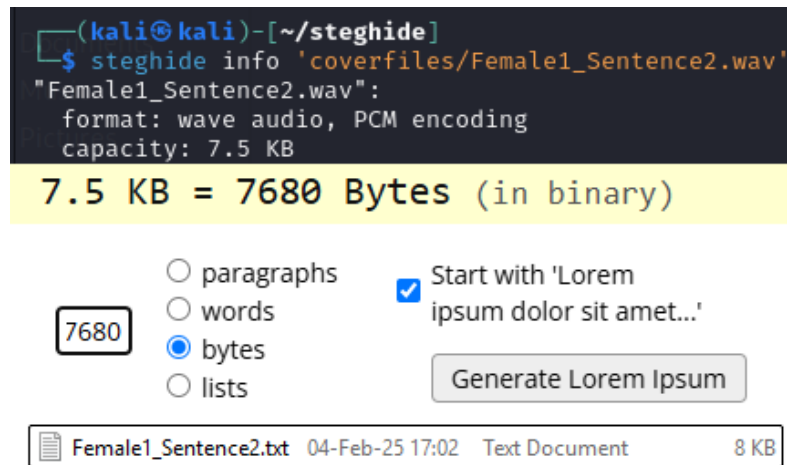 ┌──(kali㉿kali)-[~/steghide]
└─$ steghide info 'coverfiles/Female1_Sentence2.wav'
"Female1_Sentence2.wav":
format: wave audio, PCM encoding
capacity: 7.5 KB
7.5 KB = 7680 Bytes (in binary)
7680
paragraphs
words
bytes
lists
Start with 'Lorem
ipsum dolor sit amet...'
Generate Lorem Ipsum
Female1_Sentence2.txt 04-Feb-25 17:02 Text Document 8 KB